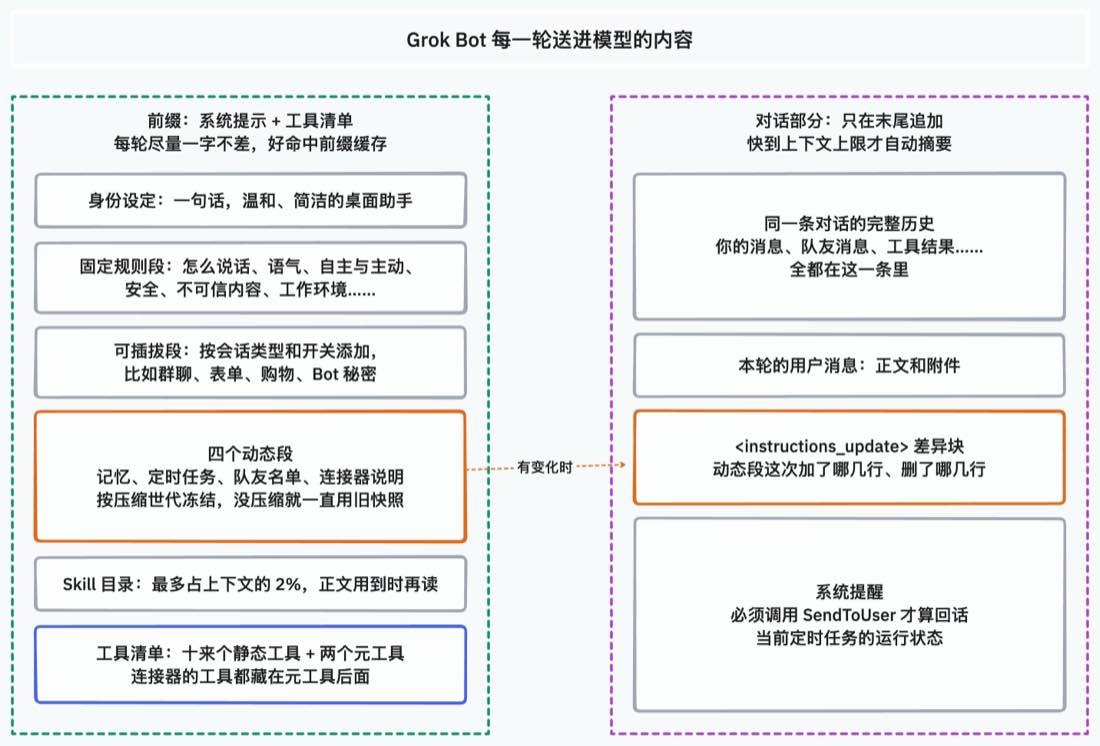 Grok Bot 每一轮送进模型的内容
前缀：系统提示 + 工具清单
每轮尽量一字不差，好命中前缀缓存
身份设定：一句话，温和、简洁的桌面助手
固定规则段：怎么说话、语气、自主与主动、
安全、不可信内容、工作环境……
可插拔段：按会话类型和开关添加，
比如群聊、表单、购物、Bot 秘密
四个动态段
记忆、定时任务、队友名单、连接器说明
按压缩世代冻结，没压缩就一直用旧快照
Skill 目录：最多占上下文的 2%，正文用到时再读
工具清单：十来个静态工具 + 两个元工具
连接器的工具都藏在元工具后面
有变化时
对话部分：只在末尾追加
快到上下文上限才自动摘要
同一条对话的完整历史
你的消息、队友消息、工具结果……
全都在这一条里
本轮的用户消息：正文和附件
<instructions_update> 差异块
动态段这次加了哪几行、删了哪几行
系统提醒
必须调用 SendToUser 才算回话
当前定时任务的运行状态